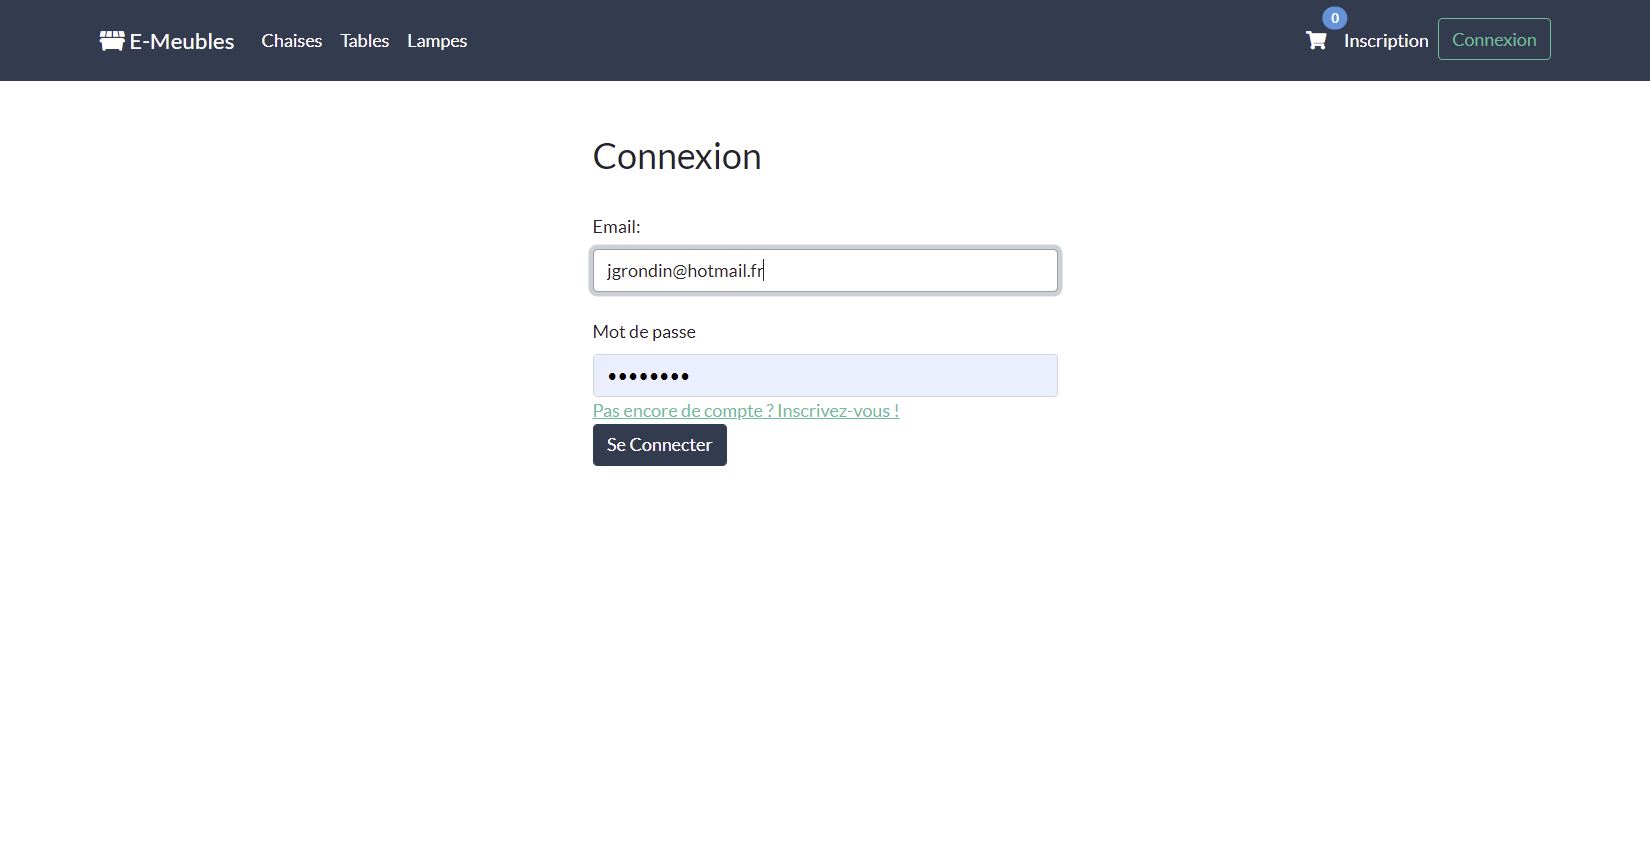 E-Meubles Chaises Tables Lampes 0 Inscription Connexion
Connexion
Email:
jgrondin@hotmail.fr
Mot de passe
••••••••
Pas encore de compte ? Inscrivez-vous !
Se Connecter